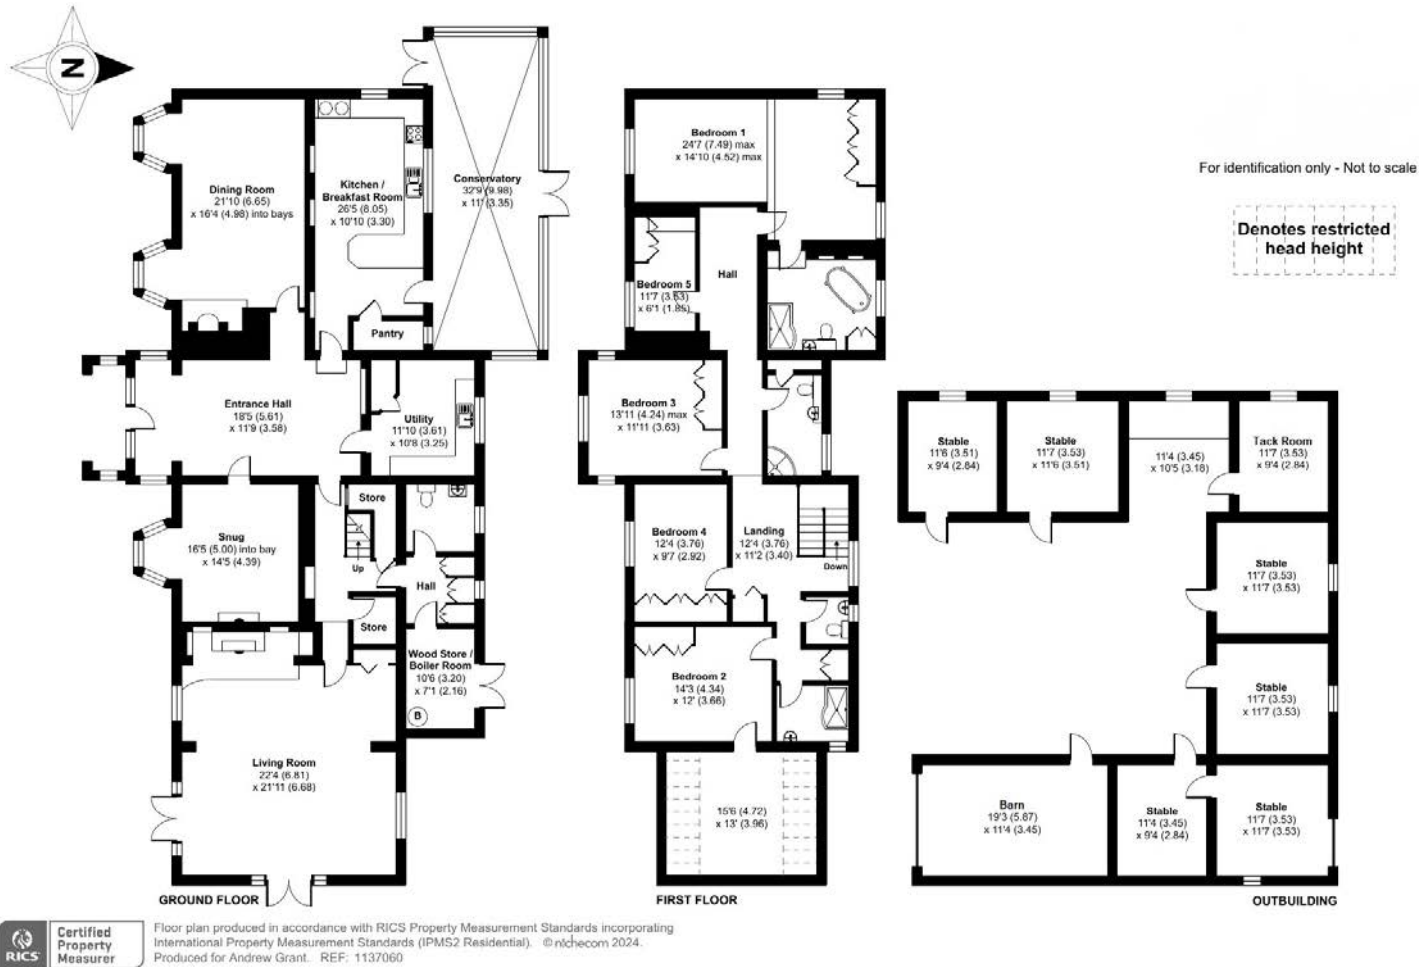 N
Dining Room
21'10 (6.65)
x 16'4 (4.98) into bays
Kitchen /
Breakfast Room
26'5 (8.05)
x 10'10 (3.30)
Conservatory
32'9 (9.98)
x 11' (3.35)
Pantry
Entrance Hall
18'5 (5.61)
x 11'9 (3.58)
Utility
11'10 (3.61)
x 10'8 (3.25)
Store
Snug
16'5 (5.00) into bay
x 14'5 (4.39)
Up
Hall
Store
Wood Store /
Boiler Room
10'6 (3.20)
x 7'1 (2.16)
B
Living Room
22'4 (6.81)
x 21'11 (6.68)
GROUND FLOOR
Bedroom 1
24'7 (7.49) max
x 14'10 (4.52) max
Hall
Bedroom 5
11'7 (3.53)
x 6'1 (1.85)
Bedroom 3
13'11 (4.24) max
x 11'11 (3.63)
Bedroom 4
12'4 (3.76)
x 9'7 (2.92)
Landing
12'4 (3.76)
x 11'2 (3.40)
Down
Bedroom 2
14'3 (4.34)
x 12' (3.66)
15'6 (4.72)
x 13' (3.96)
FIRST FLOOR
For identification only - Not to scale
Denotes restricted
head height
Stable
11'6 (3.51)
x 9'4 (2.84)
Stable
11'7 (3.53)
x 11'6 (3.51)
11'4 (3.45)
x 10'5 (3.18)
Tack Room
11'7 (3.53)
x 9'4 (2.84)
Stable
11'7 (3.53)
x 11'7 (3.53)
Stable
11'7 (3.53)
x 11'7 (3.53)
Barn
19'3 (5.87)
x 11'4 (3.45)
Stable
11'4 (3.45)
x 9'4 (2.84)
Stable
11'7 (3.53)
x 11'7 (3.53)
OUTBUILDING
RICS
Certified
Property
Measurer
Floor plan produced in accordance with RICS Property Measurement Standards incorporating
International Property Measurement Standards (IPMS2 Residential). © nichecom 2024.
Produced for Andrew Grant. REF: 1137060